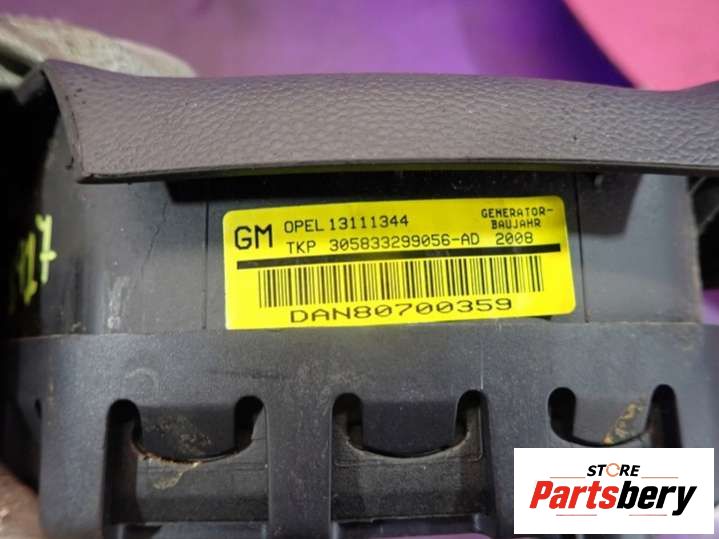 GM OPEL 13111344 GENERATOR-
BAUJAHR
TKP 305833299056-AD 2008
DAN80700359
STORE
Partsbery